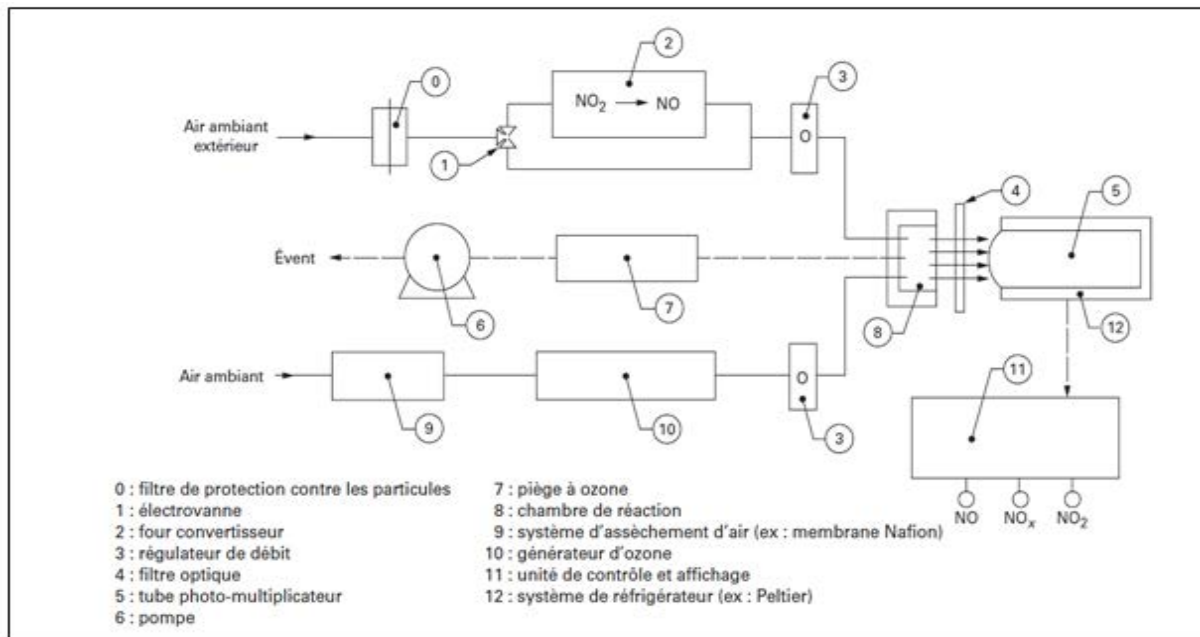 2
0
3
NO₂ → NO
Air ambiant
extérieur
O
1
4
5
Évent
6
7
8
12
Air ambiant
O
11
9
10
3
NO
NOₓ
NO₂
0 : filtre de protection contre les particules
1 : électrovanne
2 : four convertisseur
3 : régulateur de débit
4 : filtre optique
5 : tube photo-multiplicateur
6 : pompe
7 : piège à ozone
8 : chambre de réaction
9 : système d'assèchement d'air (ex : membrane Nafion)
10 : générateur d'ozone
11 : unité de contrôle et affichage
12 : système de réfrigérateur (ex : Peltier)